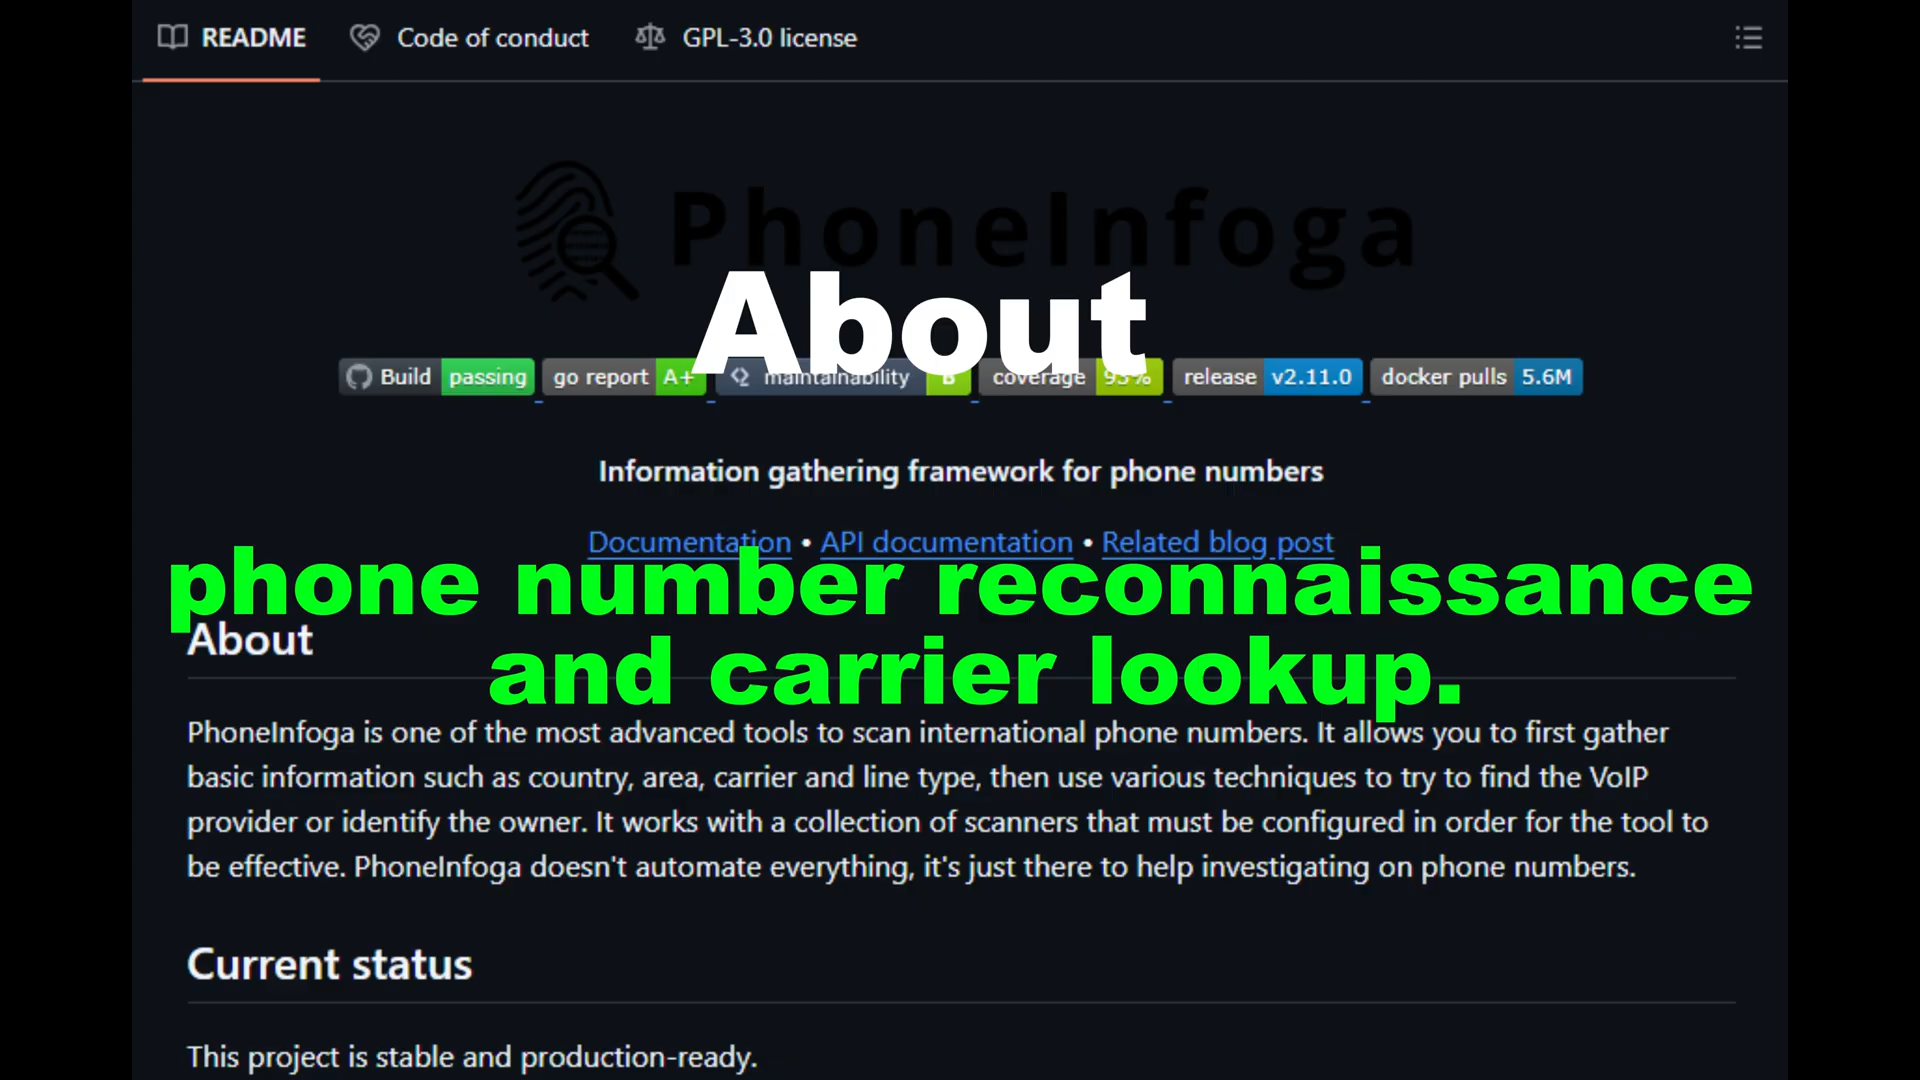 README Code of conduct GPL-3.0 license
PhoneInfoga
About
Build passing go report A+ maintainability B coverage 93% release v2.11.0 docker pulls 5.6M
Information gathering framework for phone numbers
Documentation • API documentation • Related blog post
phone number reconnaissance
and carrier lookup.
About
PhoneInfoga is one of the most advanced tools to scan international phone numbers. It allows you to first gather
basic information such as country, area, carrier and line type, then use various techniques to try to find the VoIP
provider or identify the owner. It works with a collection of scanners that must be configured in order for the tool to
be effective. PhoneInfoga doesn't automate everything, it's just there to help investigating on phone numbers.
Current status
This project is stable and production-ready.